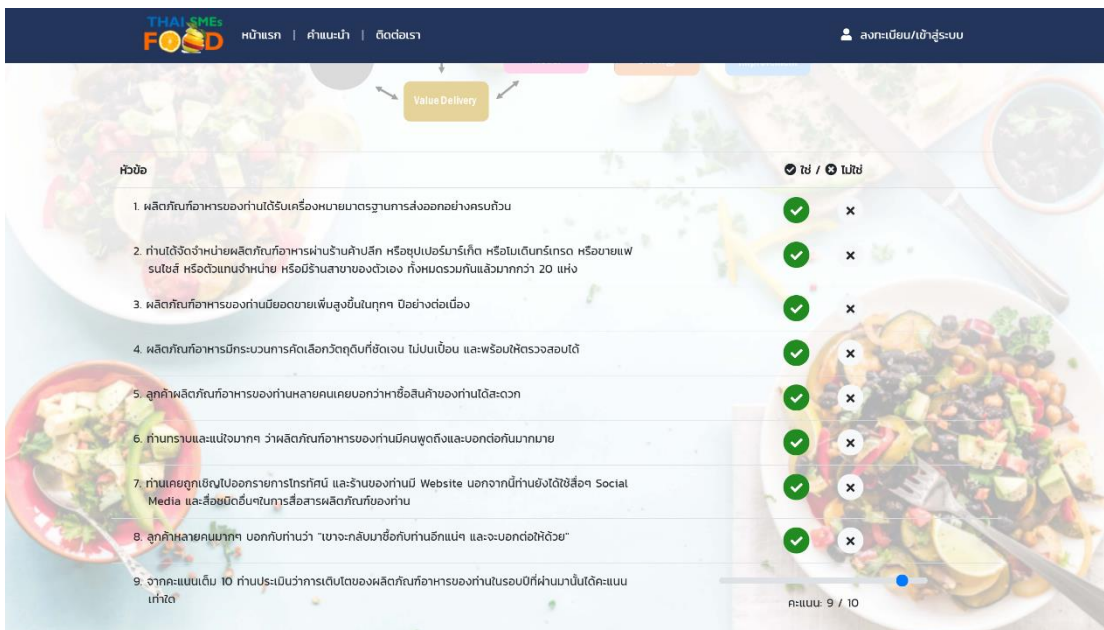 THAI SMEs
FOOD
หน้าแรก | คำแนะนำ | ติดต่อเรา
ลงทะเบียน/เข้าสู่ระบบ
Value Delivery
หัวข้อ
ใช่ / ไม่ใช่
1. ผลิตภัณฑ์อาหารของท่านได้รับเครื่องหมายมาตรฐานการส่งออกอย่างครบถ้วน
2. ท่านได้จัดจำหน่ายผลิตภัณฑ์อาหารผ่านร้านค้าปลีก หรือซุปเปอร์มาร์เก็ต หรือโมเดินทร์เทรด หรือขายแฟ
รนไชส์ หรือตัวแทนจำหน่าย หรือมีร้านสาขาของตัวเอง ทั้งหมดรวมกันแล้วมากกว่า 20 แห่ง
3. ผลิตภัณฑ์อาหารของท่านมียอดขายเพิ่มสูงขึ้นในทุกๆ ปีอย่างต่อเนื่อง
4. ผลิตภัณฑ์อาหารมีกระบวนการคัดเลือกวัตถุดิบที่ชัดเจน ไม่ปนเปื้อน และพร้อมให้ตรวจสอบได้
5. ลูกค้าผลิตภัณฑ์อาหารของท่านหลายคนเคยบอกว่าหาซื้อสินค้าของท่านได้สะดวก
6. ท่านทราบและแน่ใจมากๆ ว่าผลิตภัณฑ์อาหารของท่านมีคนพูดถึงและบอกต่อกันมากมาย
7. ท่านเคยถูกเชิญไปออกรายการโทรทัศน์ และร้านของท่านมี Website นอกจากนี้ท่านยังได้ใช้สื่อๆ Social
Media และสื่อชนิดอื่นๆในการสื่อสารผลิตภัณฑ์ของท่าน
8. ลูกค้าหลายคนมากๆ บอกกับท่านว่า "เขาจะกลับมาซื้อกับท่านอีกแน่ๆ และจะบอกต่อให้ด้วย"
9. จากคะแนนเต็ม 10 ท่านประเมินว่าการเติบโตของผลิตภัณฑ์อาหารของท่านในรอบปีที่ผ่านมานั้นได้คะแนน
เท่าใด
คะแนน: 9 / 10